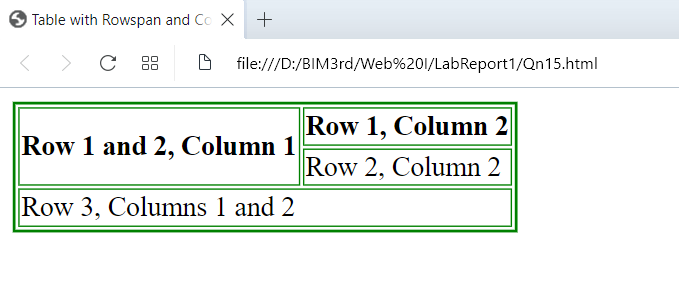 Table with Rowspan and Co
file:///D:/BIM3rd/Web%20I/LabReport1/Qn15.html
Row 1 and 2, Column 1
Row 1, Column 2
Row 2, Column 2
Row 3, Columns 1 and 2